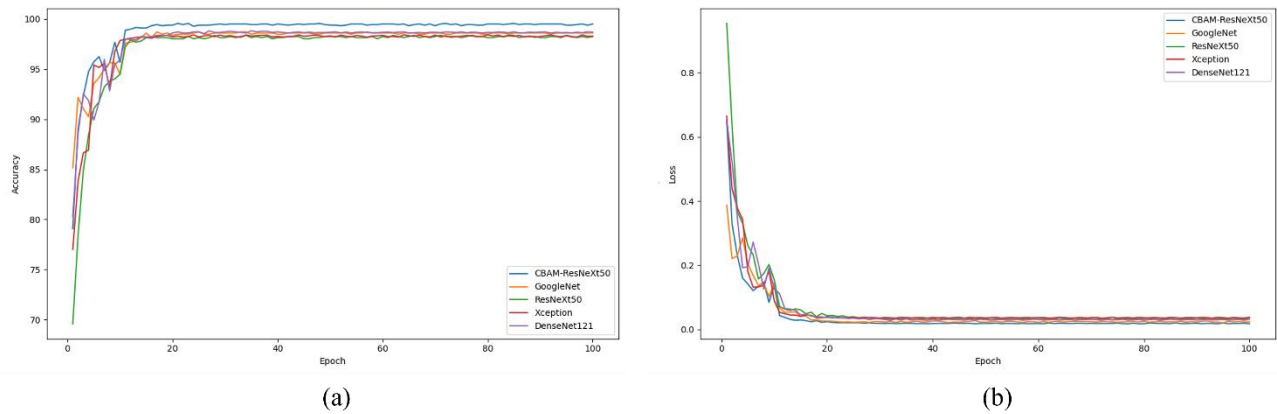 100
95
90
85
80
75
70
Accuracy
0
20
40
60
80
100
Epoch
CBAM-ResNeXt50
GoogleNet
ResNeXt50
Xception
DenseNet121
(a)
0.8
0.6
0.4
0.2
0.0
Loss
0
20
40
60
80
100
Epoch
CBAM-ResNeXt50
GoogleNet
ResNeXt50
Xception
DenseNet121
(b)